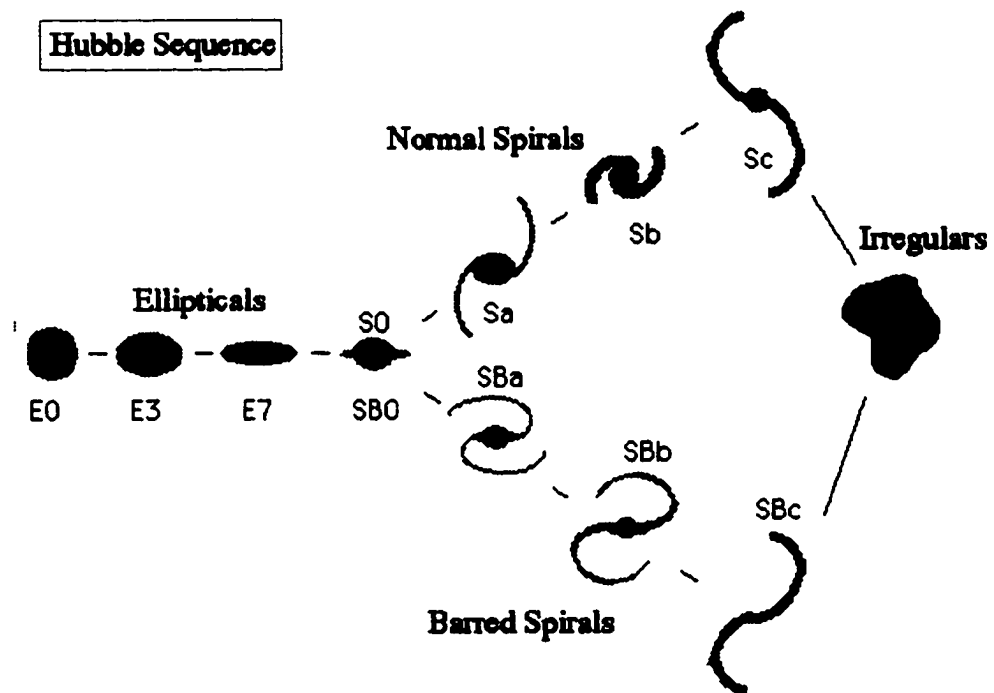 Hubble Sequence
Normal Spirals
Sc
Sb
Irregulars
Ellipticals
S0
Sa
E0
E3
E7
SB0
SBa
SBb
SBc
Barred Spirals